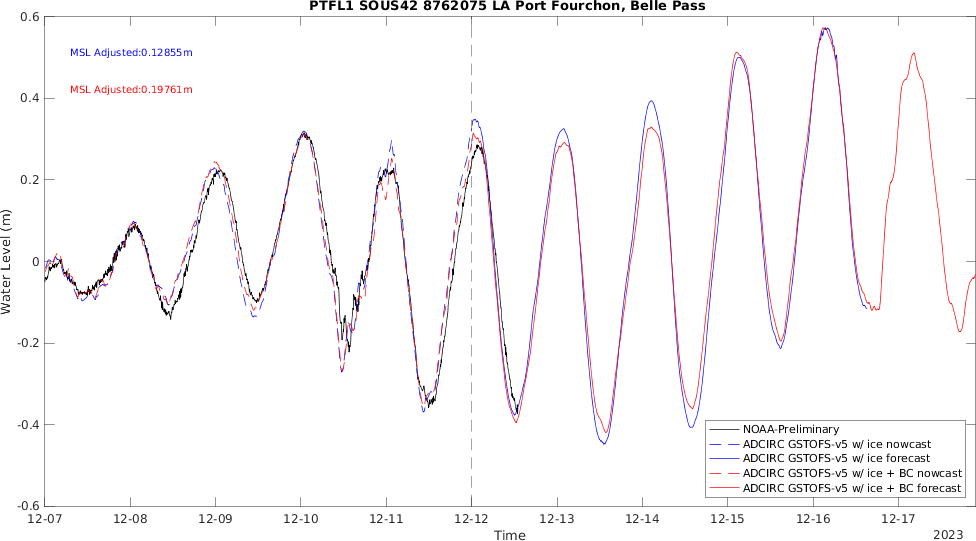 PTFL1 SOUS42 8762075 LA Port Fourchon, Belle Pass
0.6
MSL Adjusted:0.12855m
MSL Adjusted:0.19761m
0.4
0.2
0
-0.2
-0.4
-0.6
Water Level (m)
NOAA-Preliminary
ADCIRC GSTOFS-v5 w/ ice nowcast
ADCIRC GSTOFS-v5 w/ ice forecast
ADCIRC GSTOFS-v5 w/ ice + BC nowcast
ADCIRC GSTOFS-v5 w/ ice + BC forecast
12-07 12-08 12-09 12-10 12-11 12-12 12-13 12-14 12-15 12-16 12-17
Time
2023